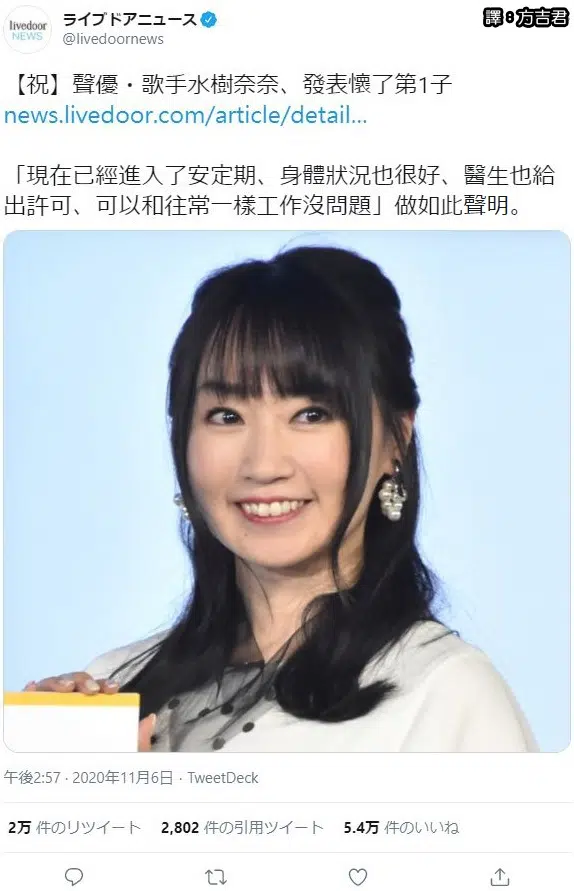 ライブドアニュース
譯:方吉君
livedoor
NEWS
@livedoornews
【祝】聲優・歌手水樹奈奈、發表懷了第1子
news.livedoor.com/article/detail...
「現在已經進入了安定期、身體狀況也很好、醫生也給
出許可、可以和往常一樣工作沒問題」做如此聲明。
午後2:57 · 2020年11月6日 · TweetDeck
2万 件のリツイート 2,802 件の引用ツイート 5.4万 件のいいね